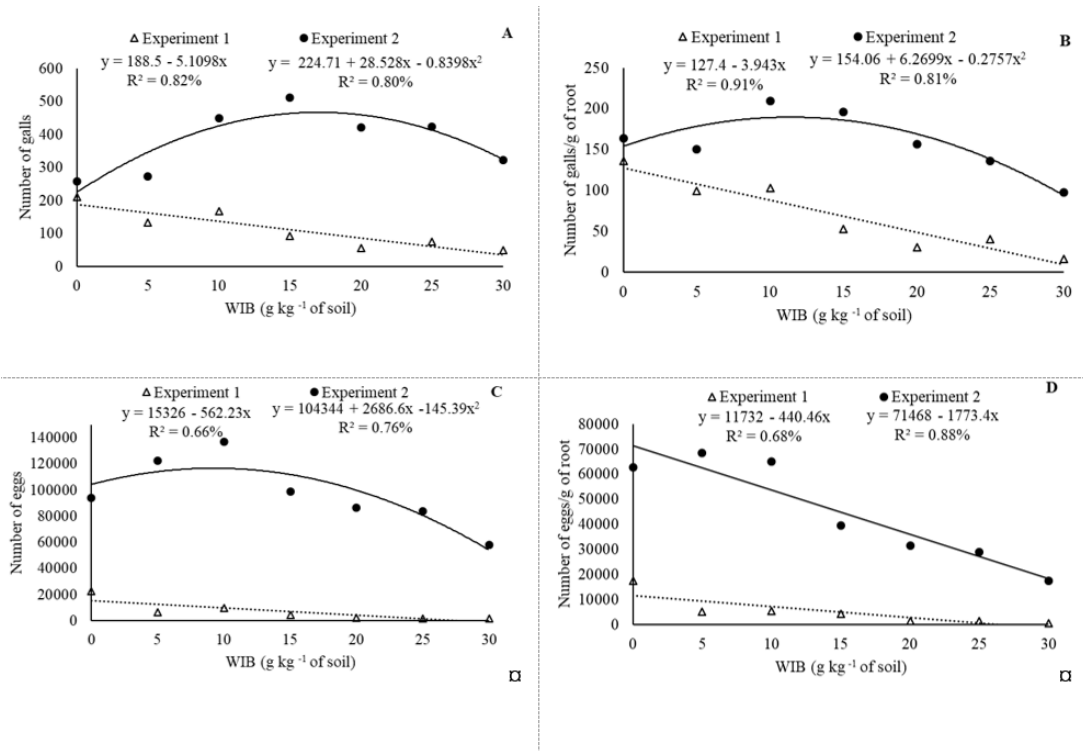 A
△ Experiment 1 ● Experiment 2
y = 188.5 - 5.1098x y = 224.71 + 28.528x - 0.8398x²
R² = 0.82% R² = 0.80%
600
500
400
300
200
100
0
Number of galls
0 5 10 15 20 25 30
WIB (g kg ⁻¹ of soil)
B
△ Experiment 1 ● Experiment 2
y = 127.4 - 3.943x y = 154.06 + 6.2699x - 0.2757x²
R² = 0.91% R² = 0.81%
250
200
150
100
50
0
Number of galls/g of root
0 5 10 15 20 25 30
WIB (g kg ⁻¹ of soil)
C
△ Experiment 1 ● Experiment 2
y = 15326 - 562.23x y = 104344 + 2686.6x -145.39x²
R² = 0.66% R² = 0.76%
140000
120000
100000
80000
60000
40000
20000
0
Number of eggs
0 5 10 15 20 25 30
WIB (g kg ⁻¹ of soil)
¤
D
△ Experiment 1 ● Experiment 2
y = 11732 - 440.46x y = 71468 - 1773.4x
R² = 0.68% R² = 0.88%
80000
70000
60000
50000
40000
30000
20000
10000
0
Number of eggs/g of root
0 5 10 15 20 25 30
WIB (g kg ⁻¹ of soil)
¤